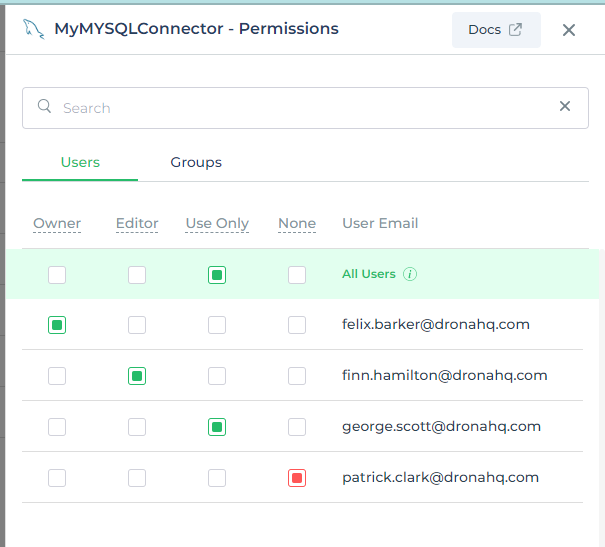 MyMYSQLConnector - Permissions
Docs
Search
Users Groups
Owner Editor Use Only None User Email
All Users i
felix.barker@dronahq.com
finn.hamilton@dronahq.com
george.scott@dronahq.com
patrick.clark@dronahq.com